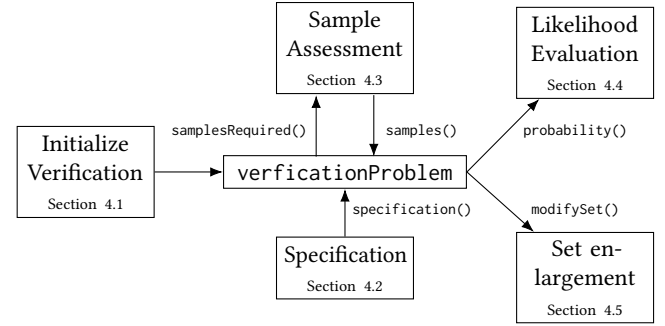 Sample
Assessment
Section 4.3
Likelihood
Evaluation
Section 4.4
samplesRequired()
samples()
probability()
Initialize
Verification
Section 4.1
verficationProblem
specification()
modifySet()
Specification
Section 4.2
Set en-
largement
Section 4.5